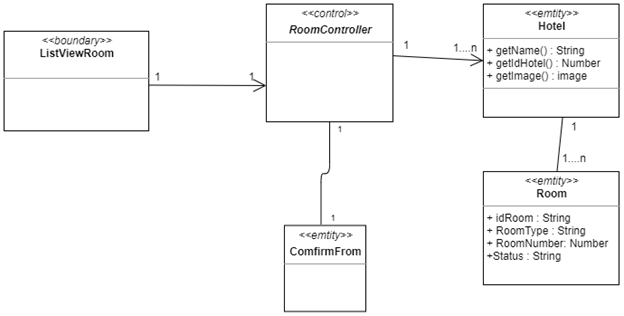 <<boundary>>
ListViewRoom
1
1
<<control>>
RoomController
1
1....n
<<emtity>>
Hotel
+ getName() : String
+ getIdHotel() : Number
+ getImage() : image
1
1....n
<<emtity>>
Room
+ idRoom : String
+ RoomType : String
+ RoomNumber: Number
+Status : String
1
1
<<emtity>>
ComfirmFrom